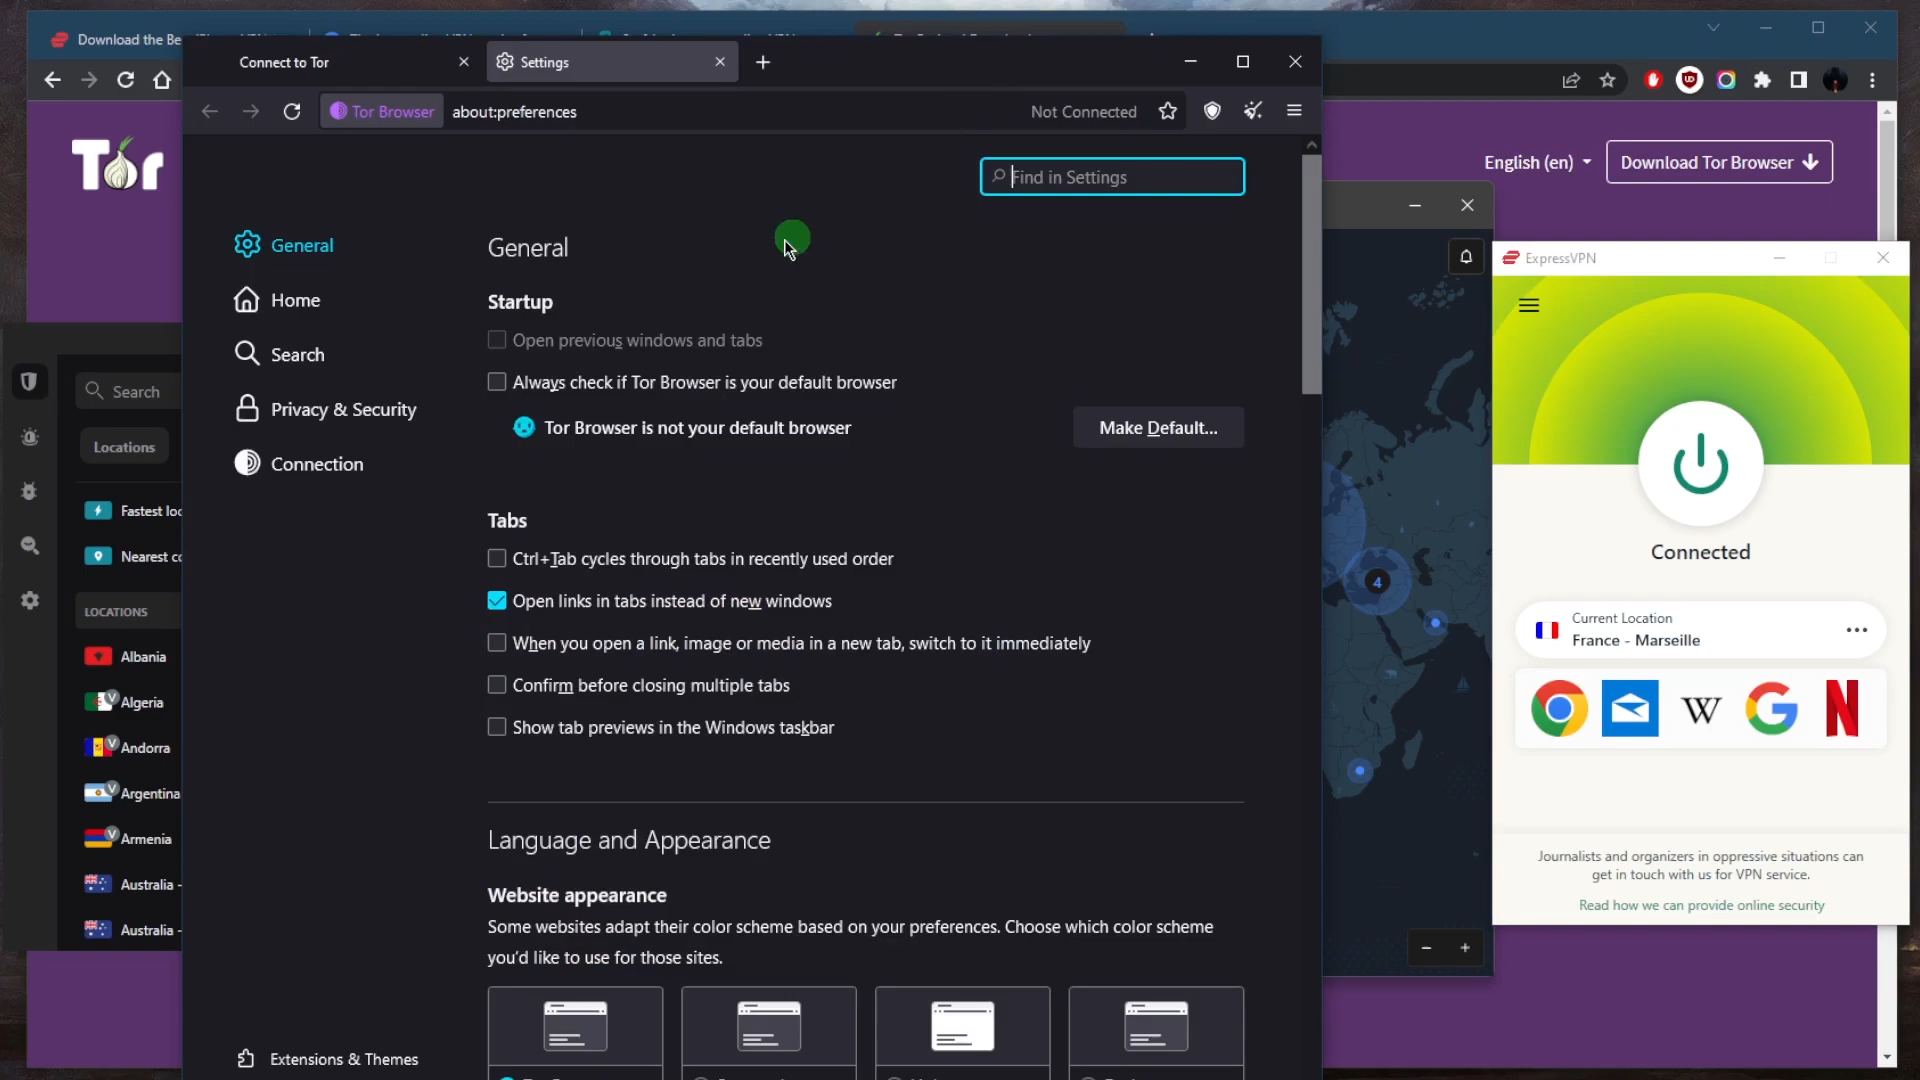 Download the Be
Connect to Tor
Settings
Tor Browser
about:preferences
Not Connected
Tor
English (en)
Download Tor Browser
Find in Settings
General
Home
Search
Privacy & Security
Connection
Extensions & Themes
General
Startup
Open previous windows and tabs
Always check if Tor Browser is your default browser
Tor Browser is not your default browser
Make Default...
Tabs
Ctrl+Tab cycles through tabs in recently used order
Open links in tabs instead of new windows
When you open a link, image or media in a new tab, switch to it immediately
Confirm before closing multiple tabs
Show tab previews in the Windows taskbar
Language and Appearance
Website appearance
Some websites adapt their color scheme based on your preferences. Choose which color scheme
you'd like to use for those sites.
Search
Locations
Fastest loc
Nearest co
LOCATIONS
Albania
V
Algeria
V
Andorra
V
Argentina
V
Armenia
Australia -
Australia -
4
ExpressVPN
Connected
Current Location
France - Marseille
W
G
N
Journalists and organizers in oppressive situations can
get in touch with us for VPN service.
Read how we can provide online security